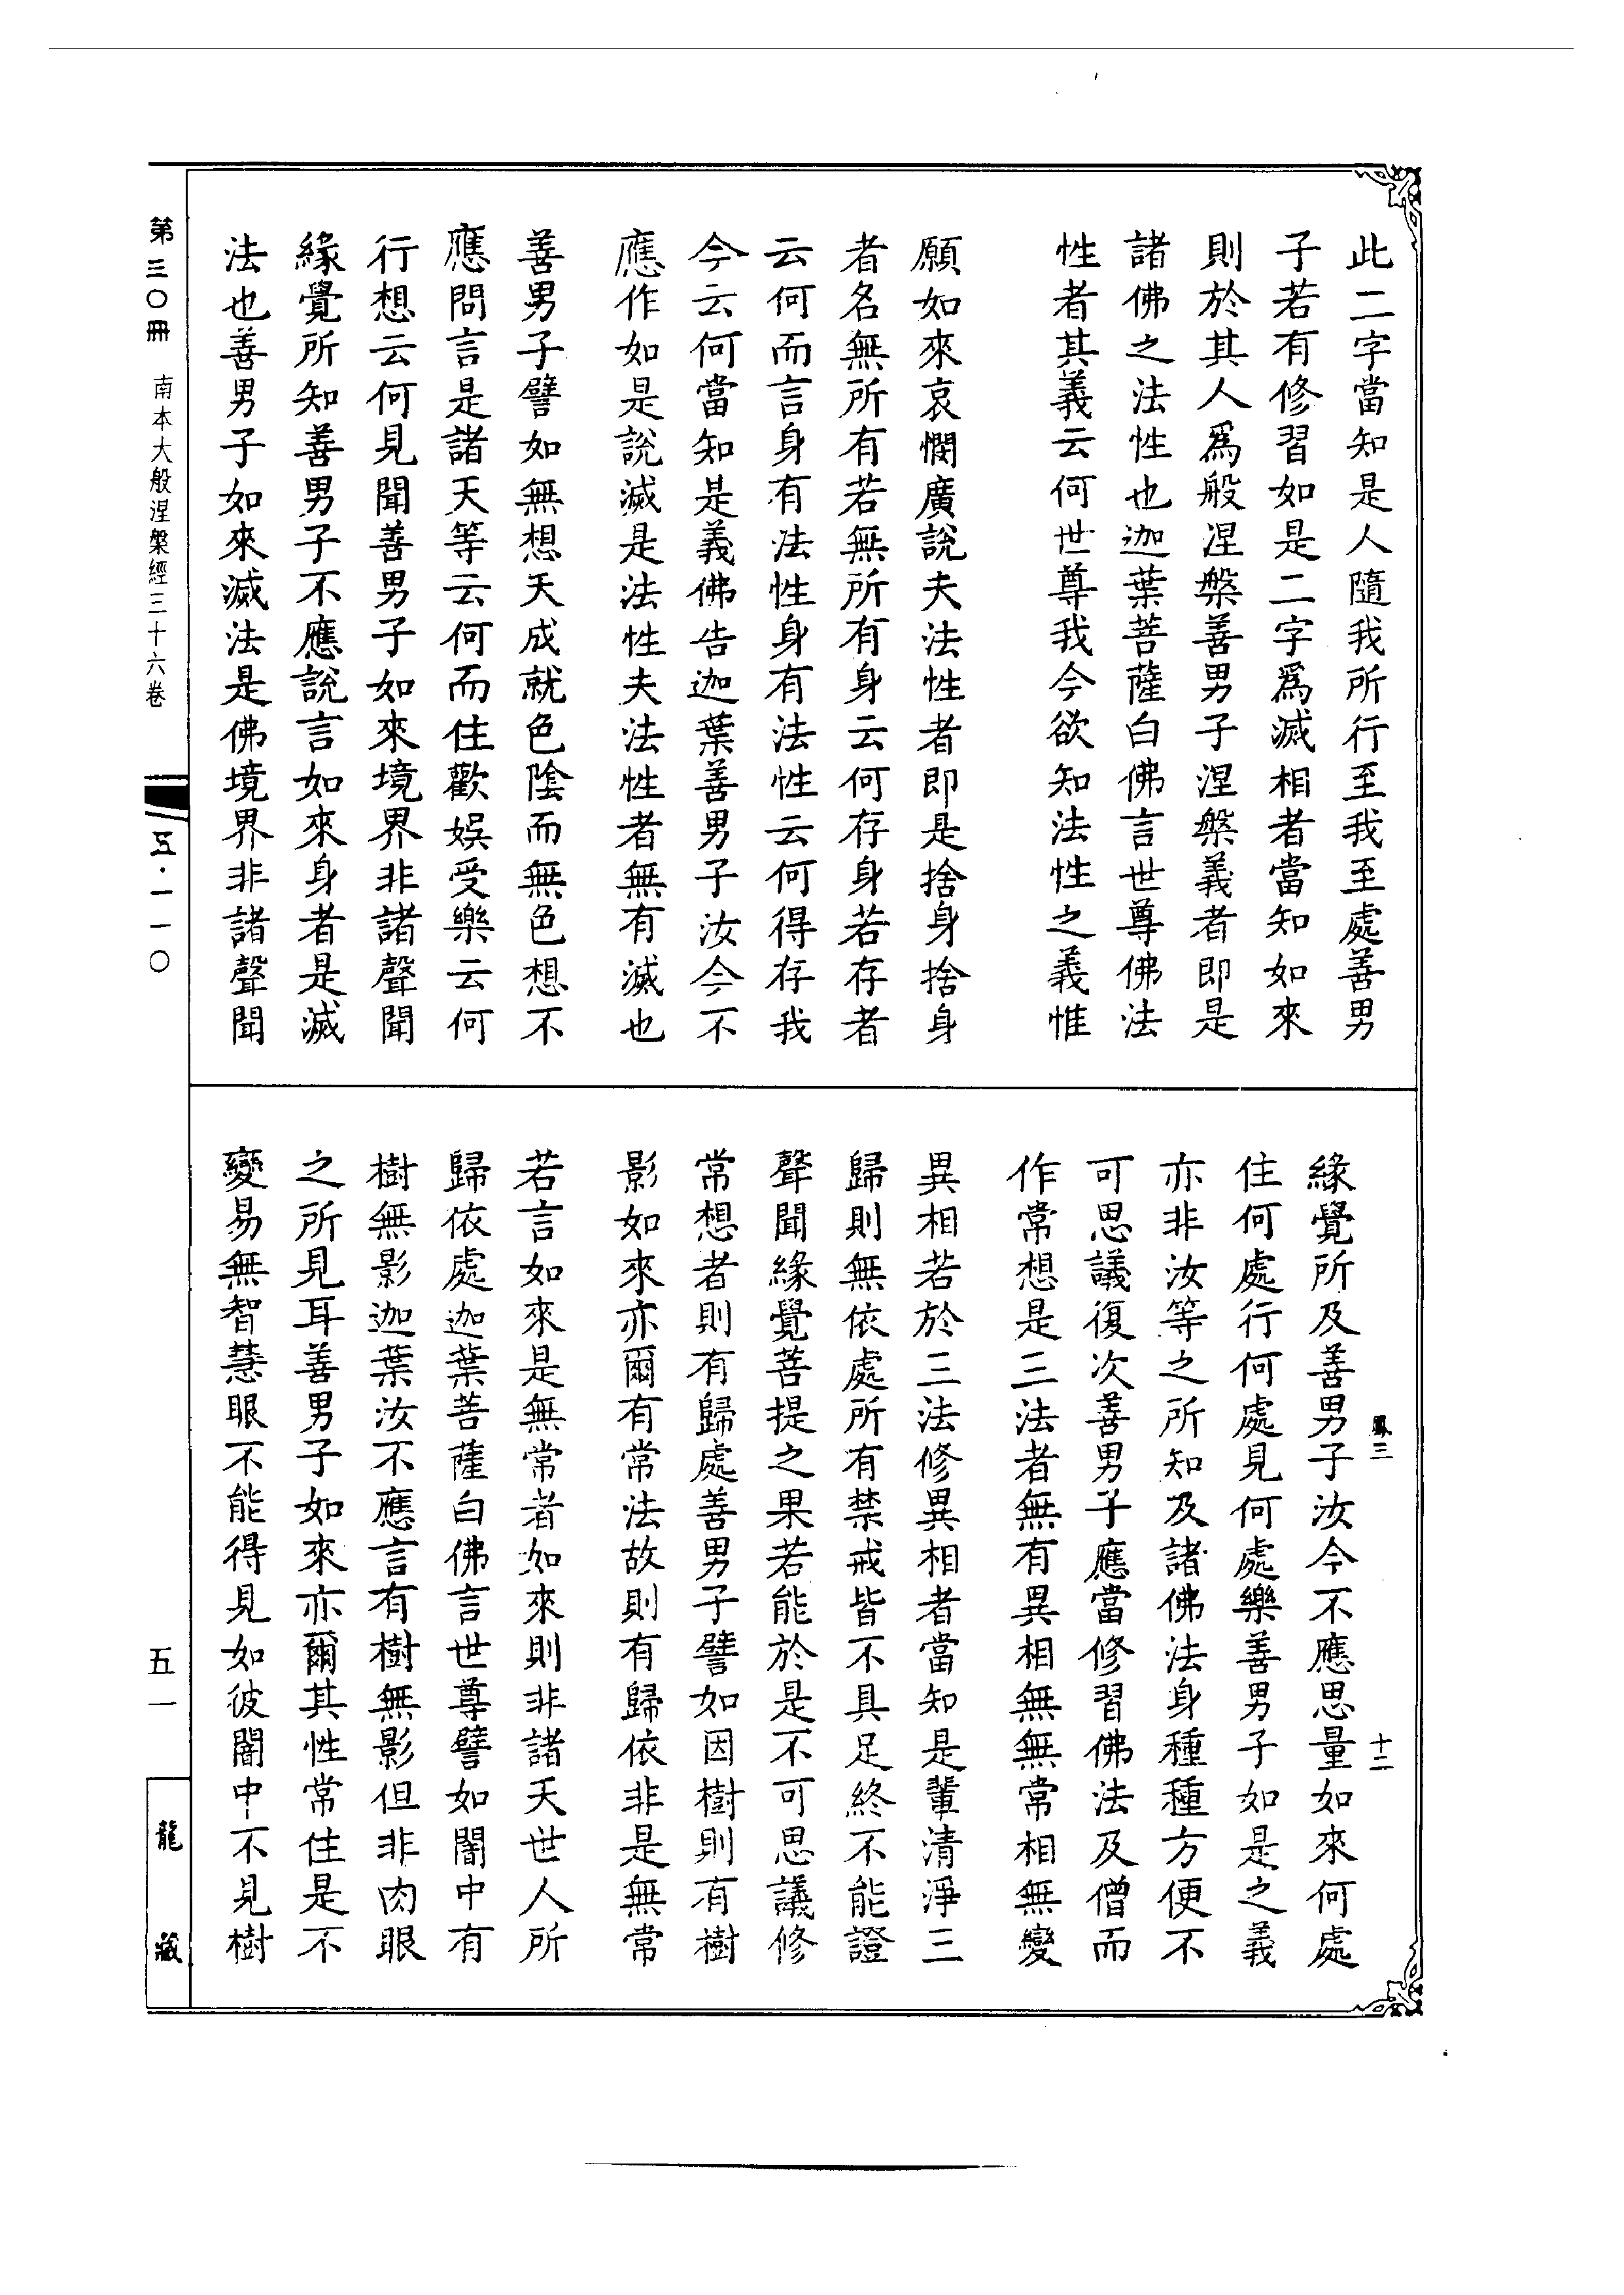 此二字當知是人隨我所行至我至處善男
子若有修習如是二字爲滅相者當知如來
則於其人爲般涅槃善男子涅槃義者即是
諸佛之法性也迦葉菩薩白佛言世尊佛法
性者其義云何世尊我今欲知法性之義惟
願如來哀憫廣說夫法性者即是捨身捨身
者名無所有若無所有身云何存身若存者
云何而言身有法性身有法性云何得存我
今云何當知是義佛告迦葉善男子汝今不
應作如是說滅是法性夫法性者無有滅也
善男子譬如無想天成就色陰而無色想不
應問言是諸天等云何而住歡娛受樂云何
行想云何見聞善男子如來境界非諸聲聞
緣覺所知善男子不應說言如來身者是滅
法也善男子如來滅法是佛境界非諸聲聞
鳳三
十二
緣覺所及善男子汝今不應思量如來何處
住何處行何處見何處樂善男子如是之義
亦非汝等之所知及諸佛法身種種方便不
可思議復次善男子應當修習佛法及僧而
作常想是三法者無有異相無無常相無變
異相若於三法修異相者當知是輩清淨三
歸則無依處所有禁戒皆不具足終不能證
聲聞緣覺菩提之果若能於是不可思議修
常想者則有歸處善男子譬如因樹則有樹
影如來亦爾有常法故則有歸依非是無常
若言如來是無常者如來則非諸天世人所
歸依處迦葉菩薩白佛言世尊譬如闇中有
樹無影迦葉汝不應言有樹無影但非肉眼
之所見耳善男子如來亦爾其性常住是不
變易無智慧眼不能得見如彼闇中不見樹
第三〇冊 南本大般涅槃經三十六卷
五·一一〇
五一
龍藏